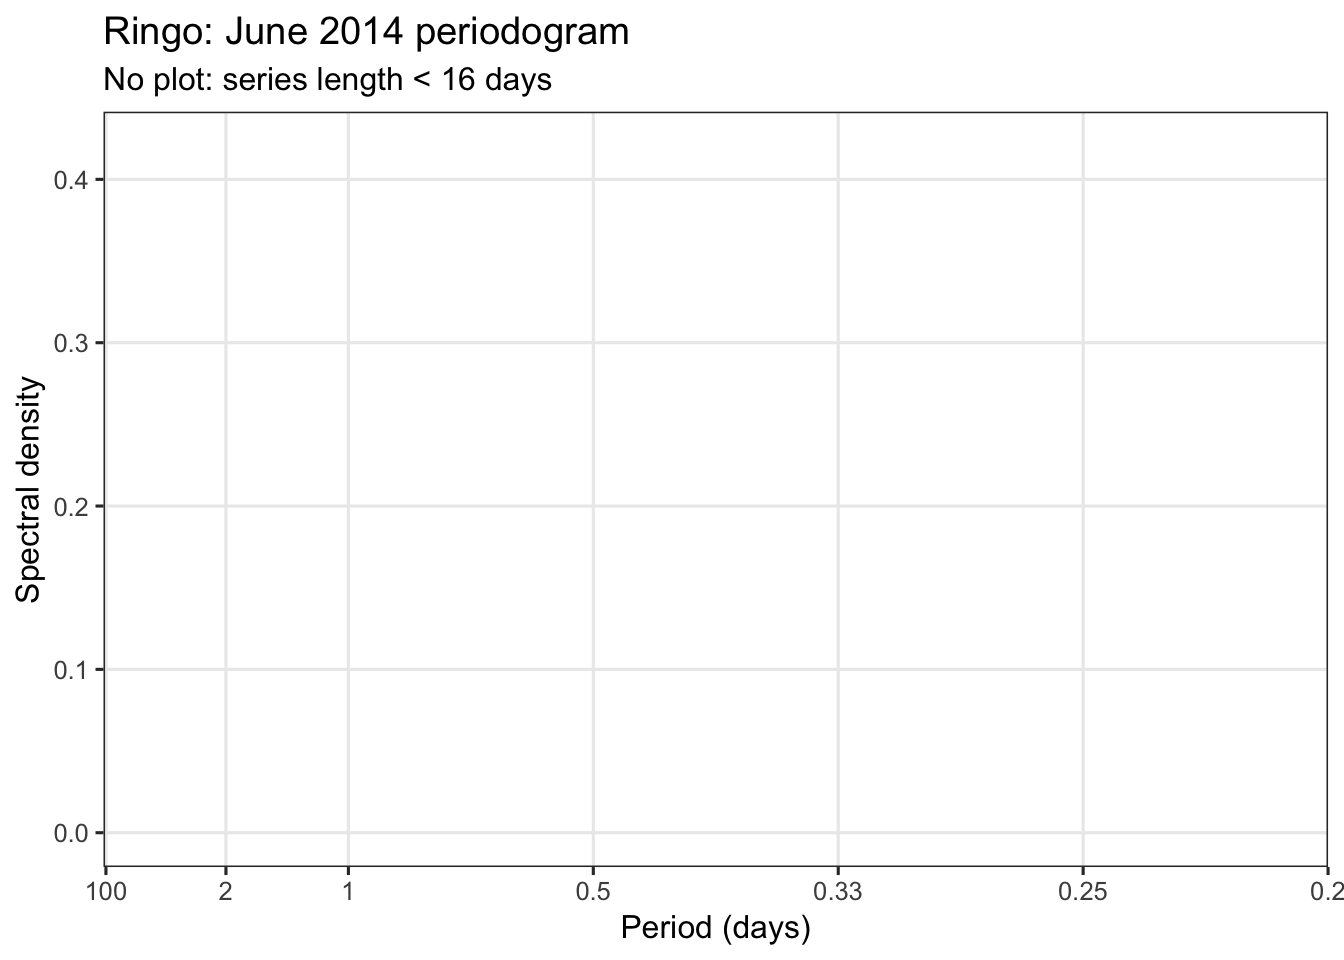 Ringo: June 2014 periodogram
No plot: series length < 16 days
Spectral density
0.4
0.3
0.2
0.1
0.0
100 2 1 0.5 0.33 0.25 0.2
Period (days)